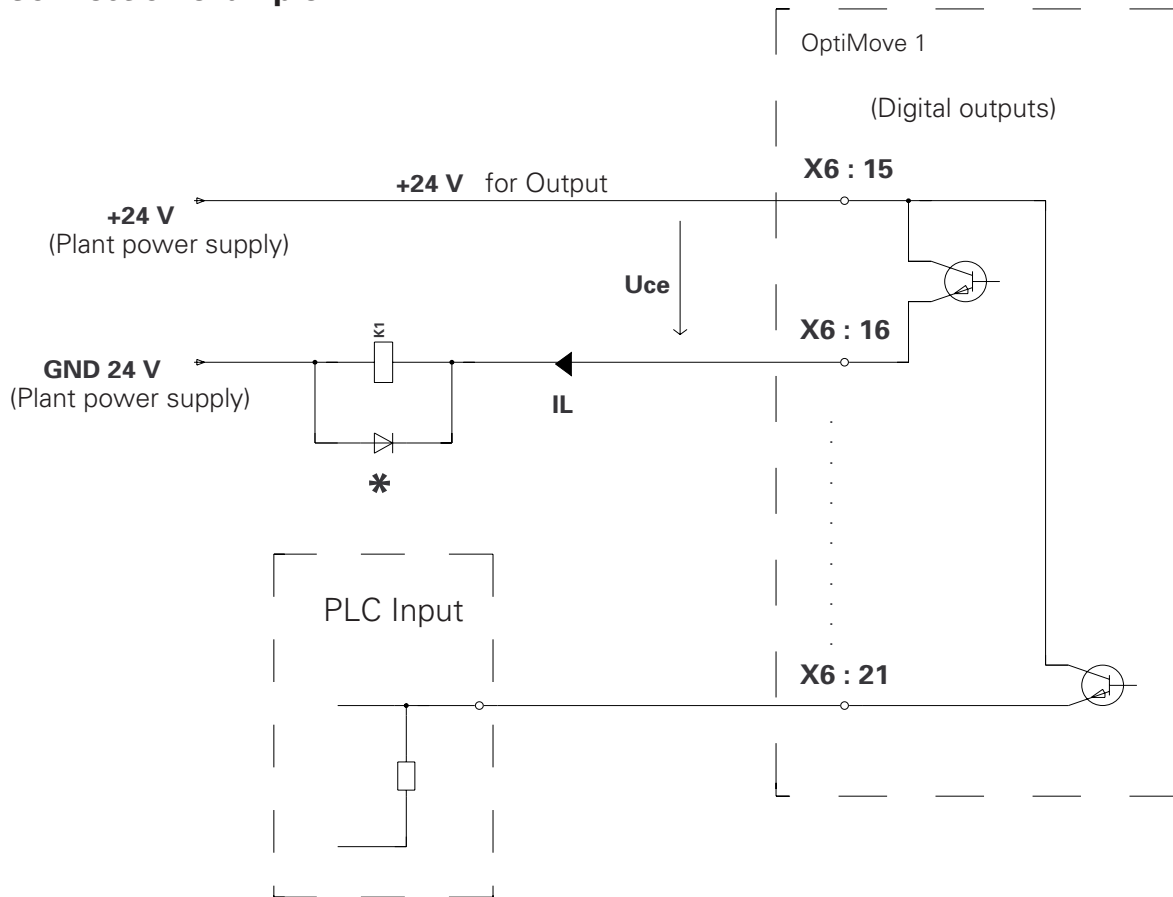 OptiMove 1
(Digital outputs)
X6 : 15
+24 V for Output
+24 V
(Plant power supply)
Uce
X6 : 16
K1
GND 24 V
(Plant power supply)
IL
*
PLC Input
X6 : 21